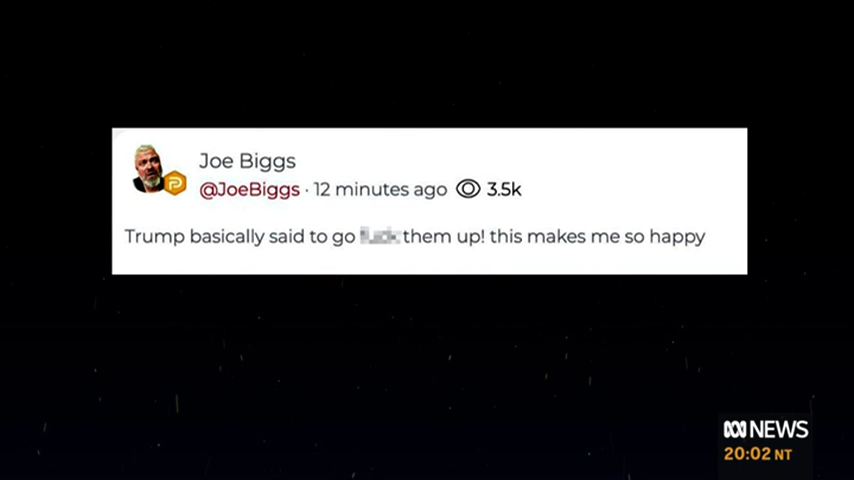 Joe Biggs
@JoeBiggs · 12 minutes ago 3.5k
Trump basically said to go them up! this makes me so happy
NEWS
20:02 NT